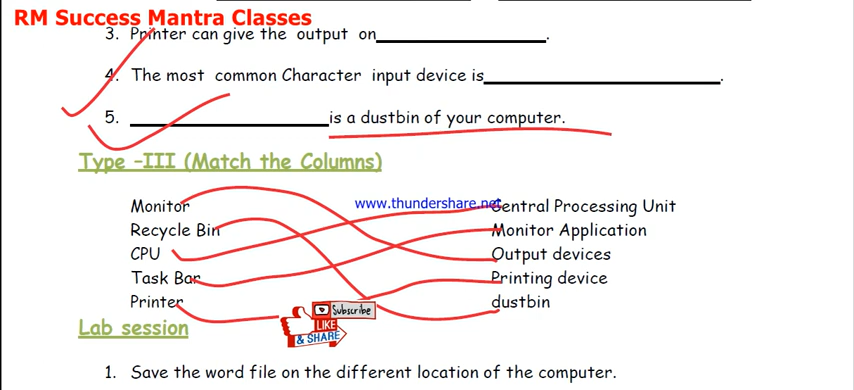 RM Success Mantra Classes
3. Printer can give the output on____________.
4. The most common Character input device is________________.
5. ______________is a dustbin of your computer.
Type -III (Match the Columns)
www.thundershare.net
Monitor Central Processing Unit
Recycle Bin Monitor Application
CPU Output devices
Task Bar Printing device
Printer dustbin
Subscribe
LIKE
& SHARE
Lab session
1. Save the word file on the different location of the computer.